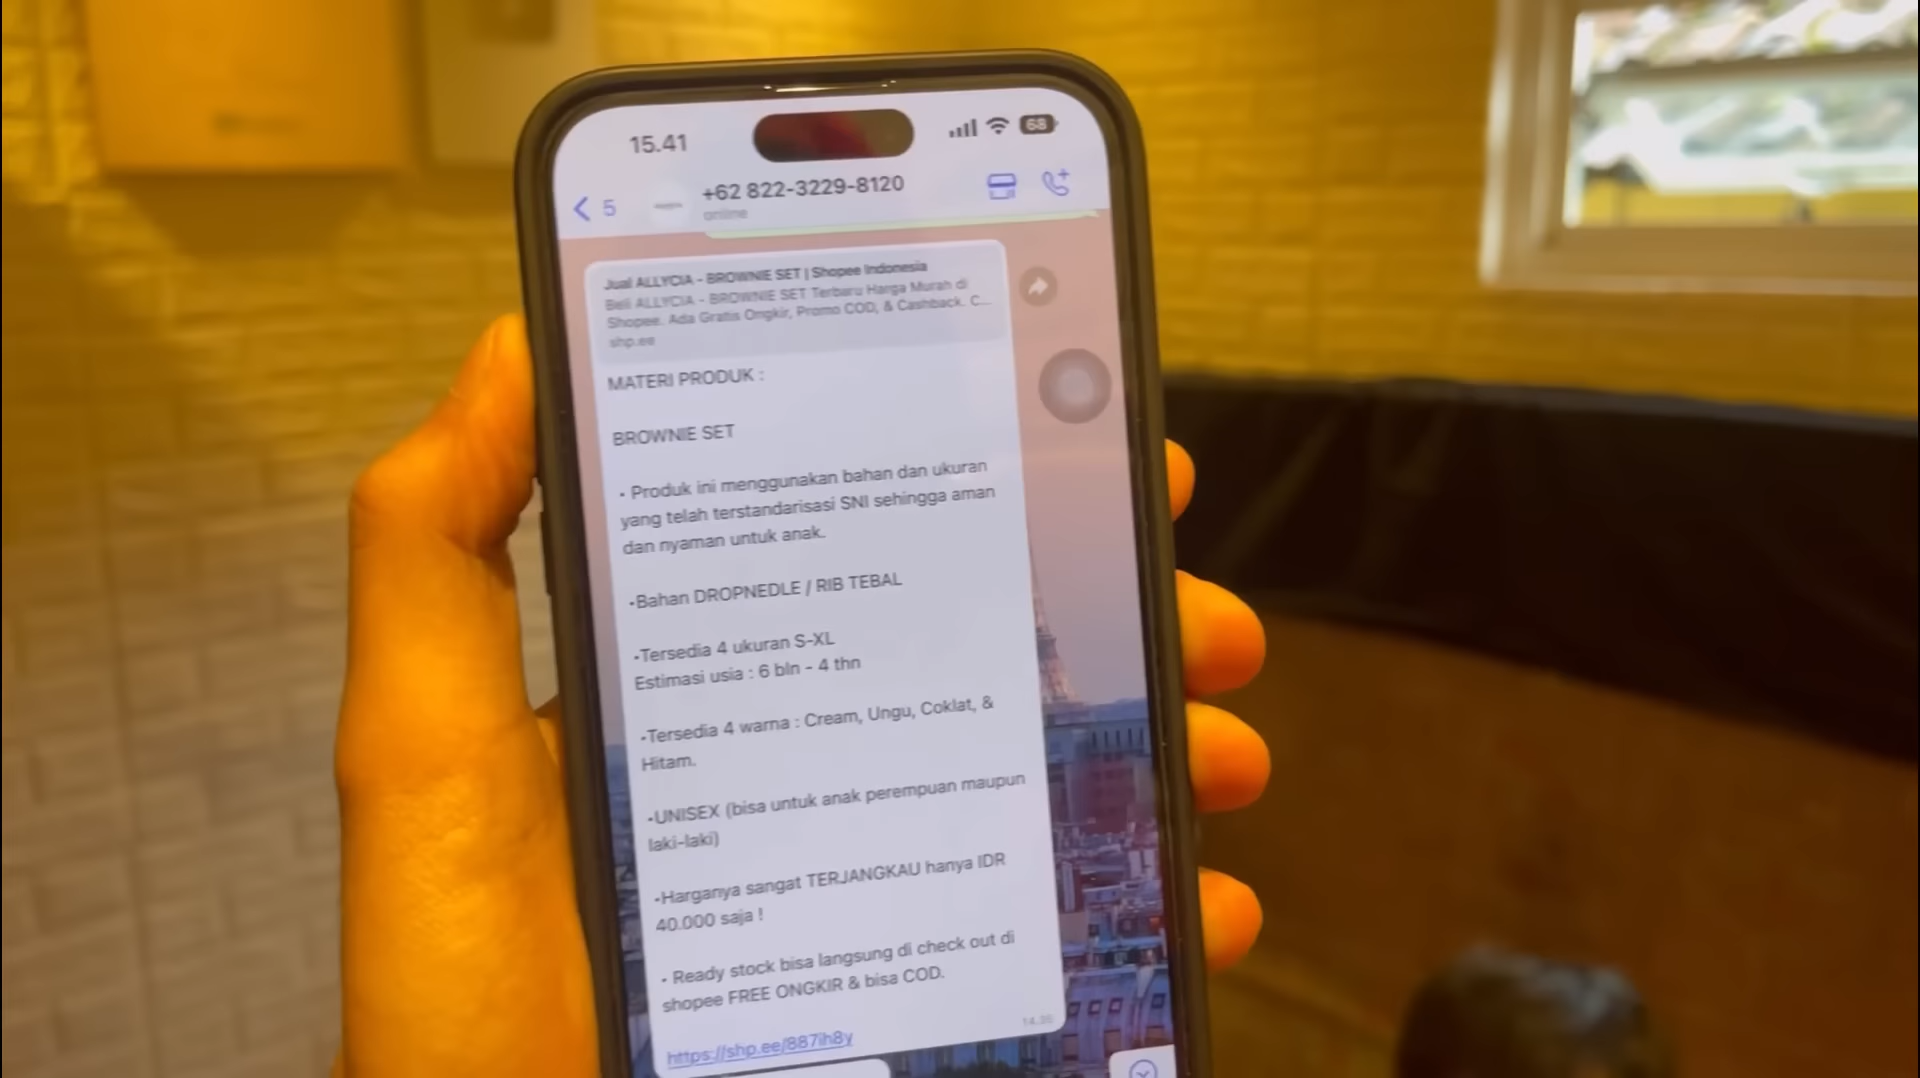 15.41
68
5
+62 822-3229-8120
online
Jual ALLYCIA - BROWNIE SET | Shopee Indonesia
Beli ALLYCIA - BROWNIE SET Terbaru Harga Murah di
Shopee. Ada Gratis Ongkir, Promo COD, & Cashback. C...
shp.ee
MATERI PRODUK :
BROWNIE SET
• Produk ini menggunakan bahan dan ukuran
yang telah terstandarisasi SNI sehingga aman
dan nyaman untuk anak.
•Bahan DROPNEDLE / RIB TEBAL
•Tersedia 4 ukuran S-XL
Estimasi usia : 6 bln - 4 thn
•Tersedia 4 warna : Cream, Ungu, Coklat, &
Hitam.
•UNISEX (bisa untuk anak perempuan maupun
laki-laki)
•Harganya sangat TERJANGKAU hanya IDR
40.000 saja !
• Ready stock bisa langsung di check out di
shopee FREE ONGKIR & bisa COD.
https://shp.ee/887ih8y